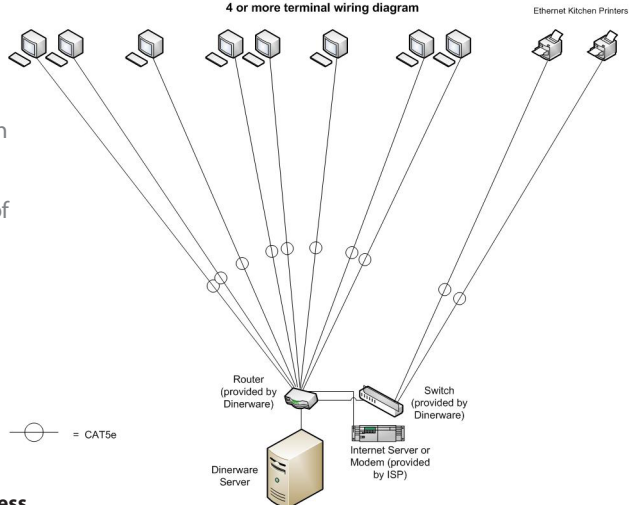 4 or more terminal wiring diagram
Ethernet Kitchen Printers
of
Router
(provided by
Dinerware)
Switch
(provided by
Dinerware)
= CAT5e
Internet Server or
Modem (provided
by ISP)
Dinerware
Server